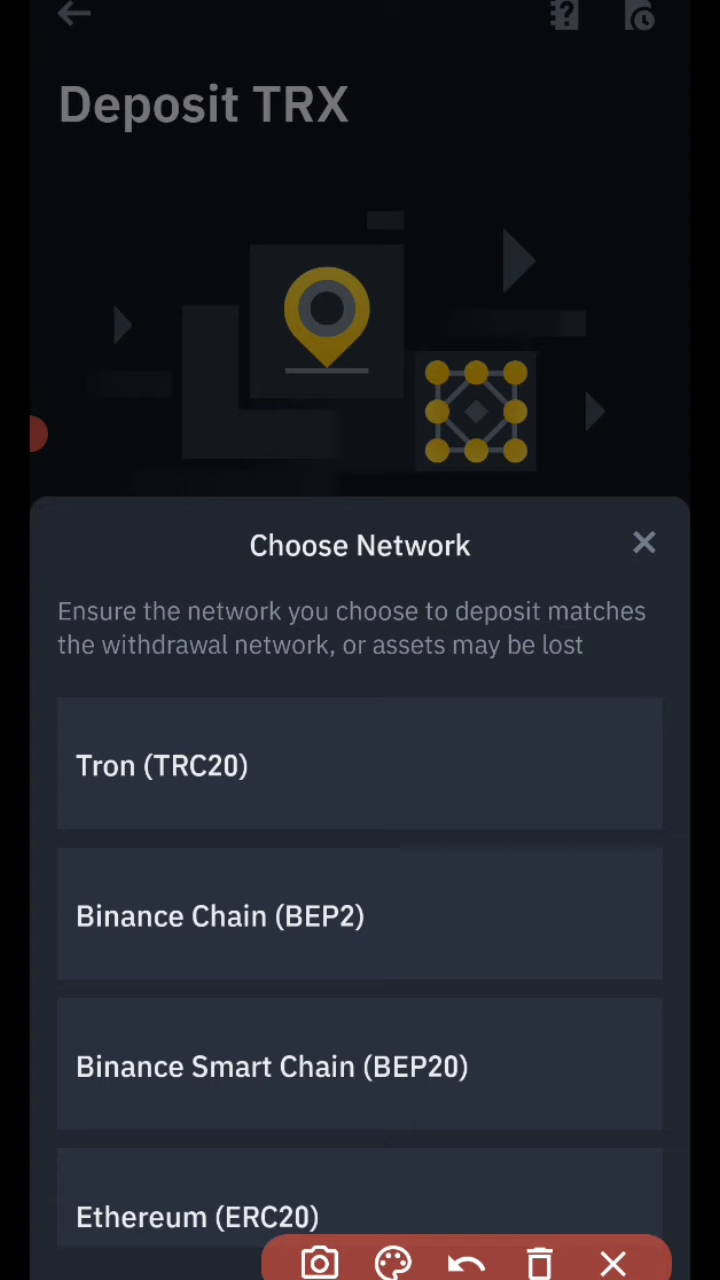 Deposit TRX
Choose Network
Ensure the network you choose to deposit matches
the withdrawal network, or assets may be lost
Tron (TRC20)
Binance Chain (BEP2)
Binance Smart Chain (BEP20)
Ethereum (ERC20)